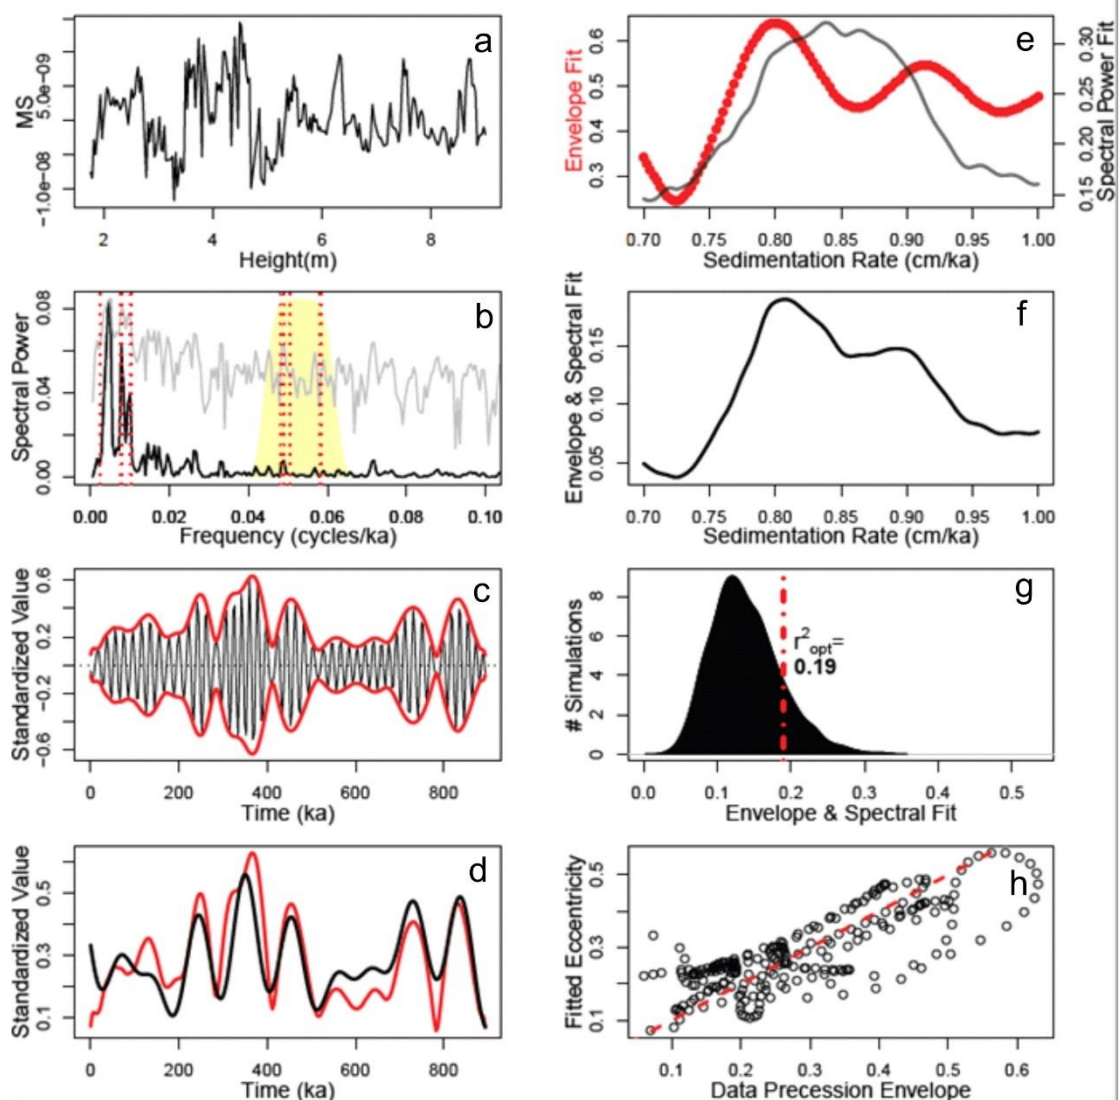 a
MS
5.0e-09
−1.0e-08
2 4 6 8
Height(m)
e
Envelope Fit
0.3 0.4 0.5 0.6
0.15 0.20 0.25 0.30
Spectral Power Fit
0.70 0.75 0.80 0.85 0.90 0.95 1.00
Sedimentation Rate (cm/ka)
b
Spectral Power
0.00 0.04 0.08
0.00 0.02 0.04 0.06 0.08 0.10
Frequency (cycles/ka)
f
Envelope & Spectral Fit
0.05 0.10 0.15
0.70 0.75 0.80 0.85 0.90 0.95 1.00
Sedimentation Rate (cm/ka)
c
Standardized Value
−0.6 −0.2 0.2 0.6
0 200 400 600 800
Time (ka)
g
# Simulations
0 2 4 6 8
r²opt=
0.19
0.0 0.1 0.2 0.3 0.4 0.5
Envelope & Spectral Fit
d
Standardized Value
0.1 0.3 0.5
0 200 400 600 800
Time (ka)
h
Fitted Eccentricity
0.1 0.3 0.5
0.1 0.2 0.3 0.4 0.5 0.6
Data Precession Envelope